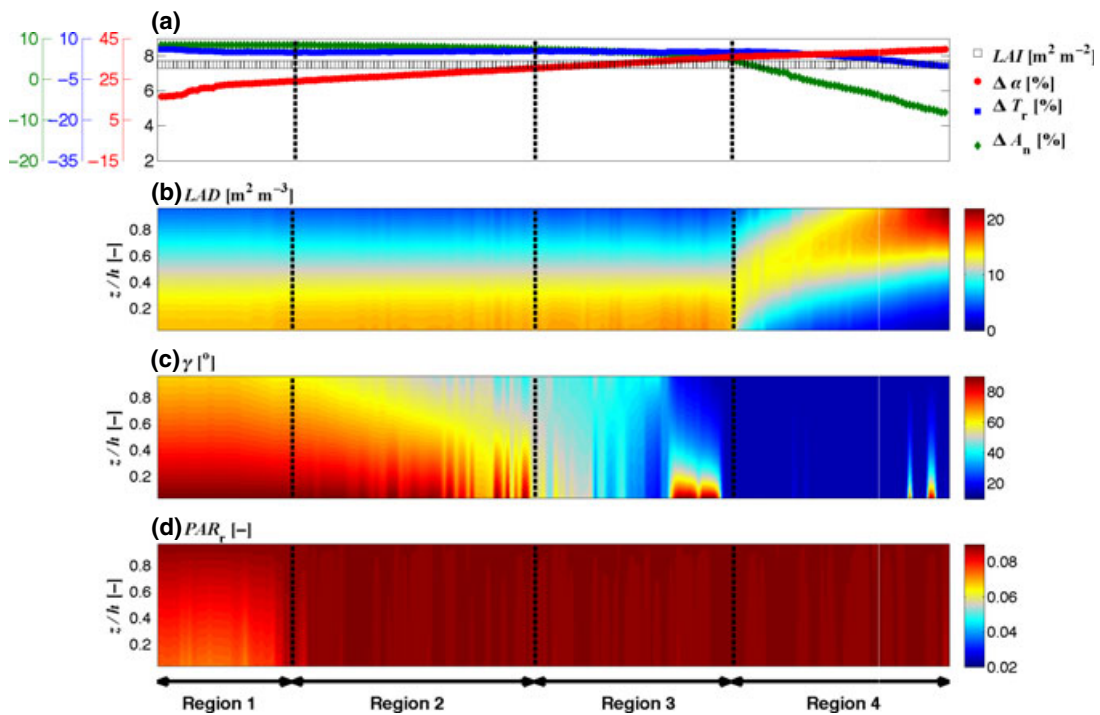 (a)
10 10 45
0 −5 25
−10 −20 5
−20 −35 −15
8
6
4
2
LAI [m² m⁻²]
Δ α [%]
Δ Tᵣ [%]
Δ Aₙ [%]
(b) LAD [m² m⁻³]
z / h [−]
0.8
0.6
0.4
0.2
20
10
0
(c) γ [°]
z / h [−]
0.8
0.6
0.4
0.2
80
60
40
20
(d) PARᵣ [−]
z / h [−]
0.8
0.6
0.4
0.2
0.08
0.06
0.04
0.02
Region 1 Region 2 Region 3 Region 4